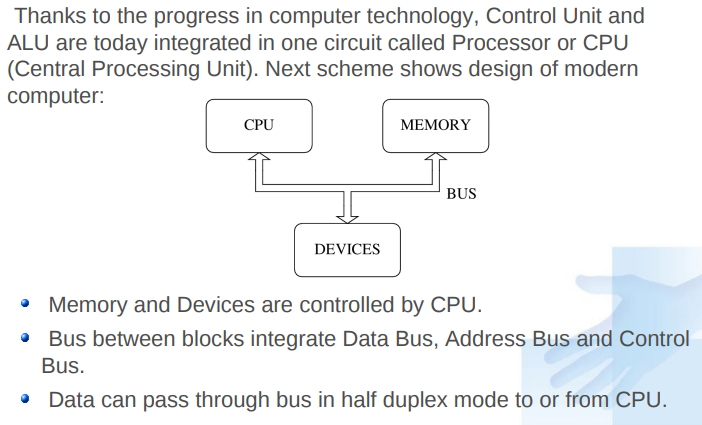 Thanks to the progress in computer technology, Control Unit and
ALU are today integrated in one circuit called Processor or CPU
(Central Processing Unit). Next scheme shows design of modern
computer:
CPU
MEMORY
BUS
DEVICES
Memory and Devices are controlled by CPU.
Bus between blocks integrate Data Bus, Address Bus and Control
Bus.
Data can pass through bus in half duplex mode to or from CPU.